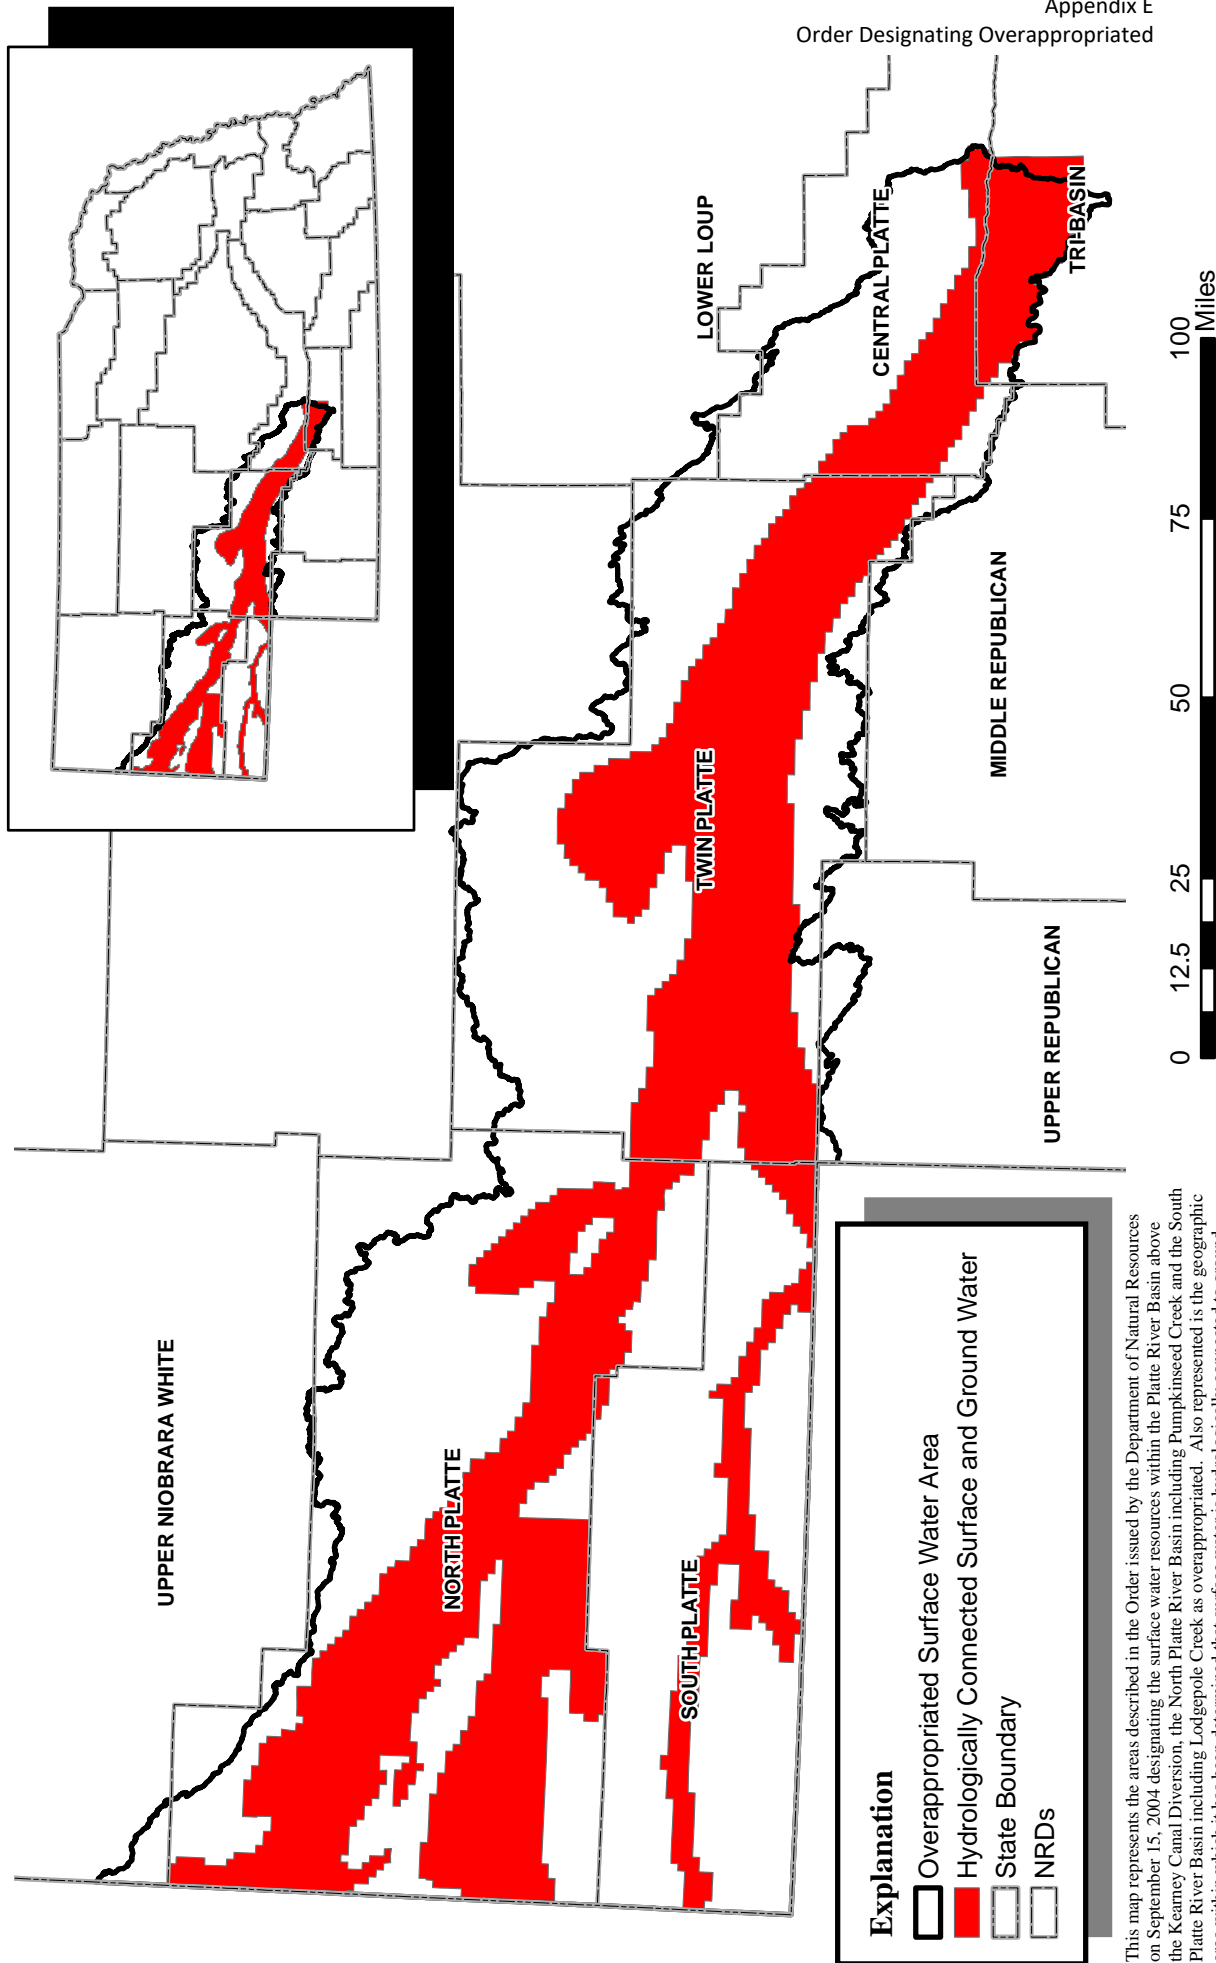 Appendix E
Order Designating Overappropriated
LOWER LOUP
CENTRAL PLATTE
TRI-BASIN
TWIN PLATTE
MIDDLE REPUBLICAN
UPPER REPUBLICAN
UPPER NIOBRARA WHITE
NORTH PLATTE
SOUTH PLATTE
0 12.5 25 50 75 100
Miles
Explanation
Overappropriated Surface Water Area
Hydrologically Connected Surface and Ground Water
State Boundary
NRDs
This map represents the areas described in the Order issued by the Department of Natural Resources
on September 15, 2004 designating the surface water resources within the Platte River Basin above
the Kearney Canal Diversion, the North Platte River Basin including Pumpkinseed Creek and the South
Platte River Basin including Lodgepole Creek as overappropriated. Also represented is the geographic